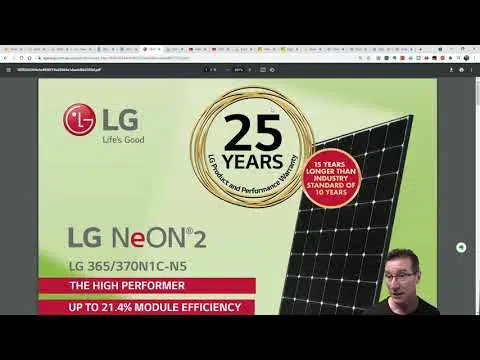 LG
Life's Good
25
YEARS
LG Product and Performance Warranty
15 YEARS
LONGER THAN
INDUSTRY
STANDARD OF
10 YEARS
LG NeON®2
LG 365/370N1C-N5
THE HIGH PERFORMER
UP TO 21.4% MODULE EFFICIENCY